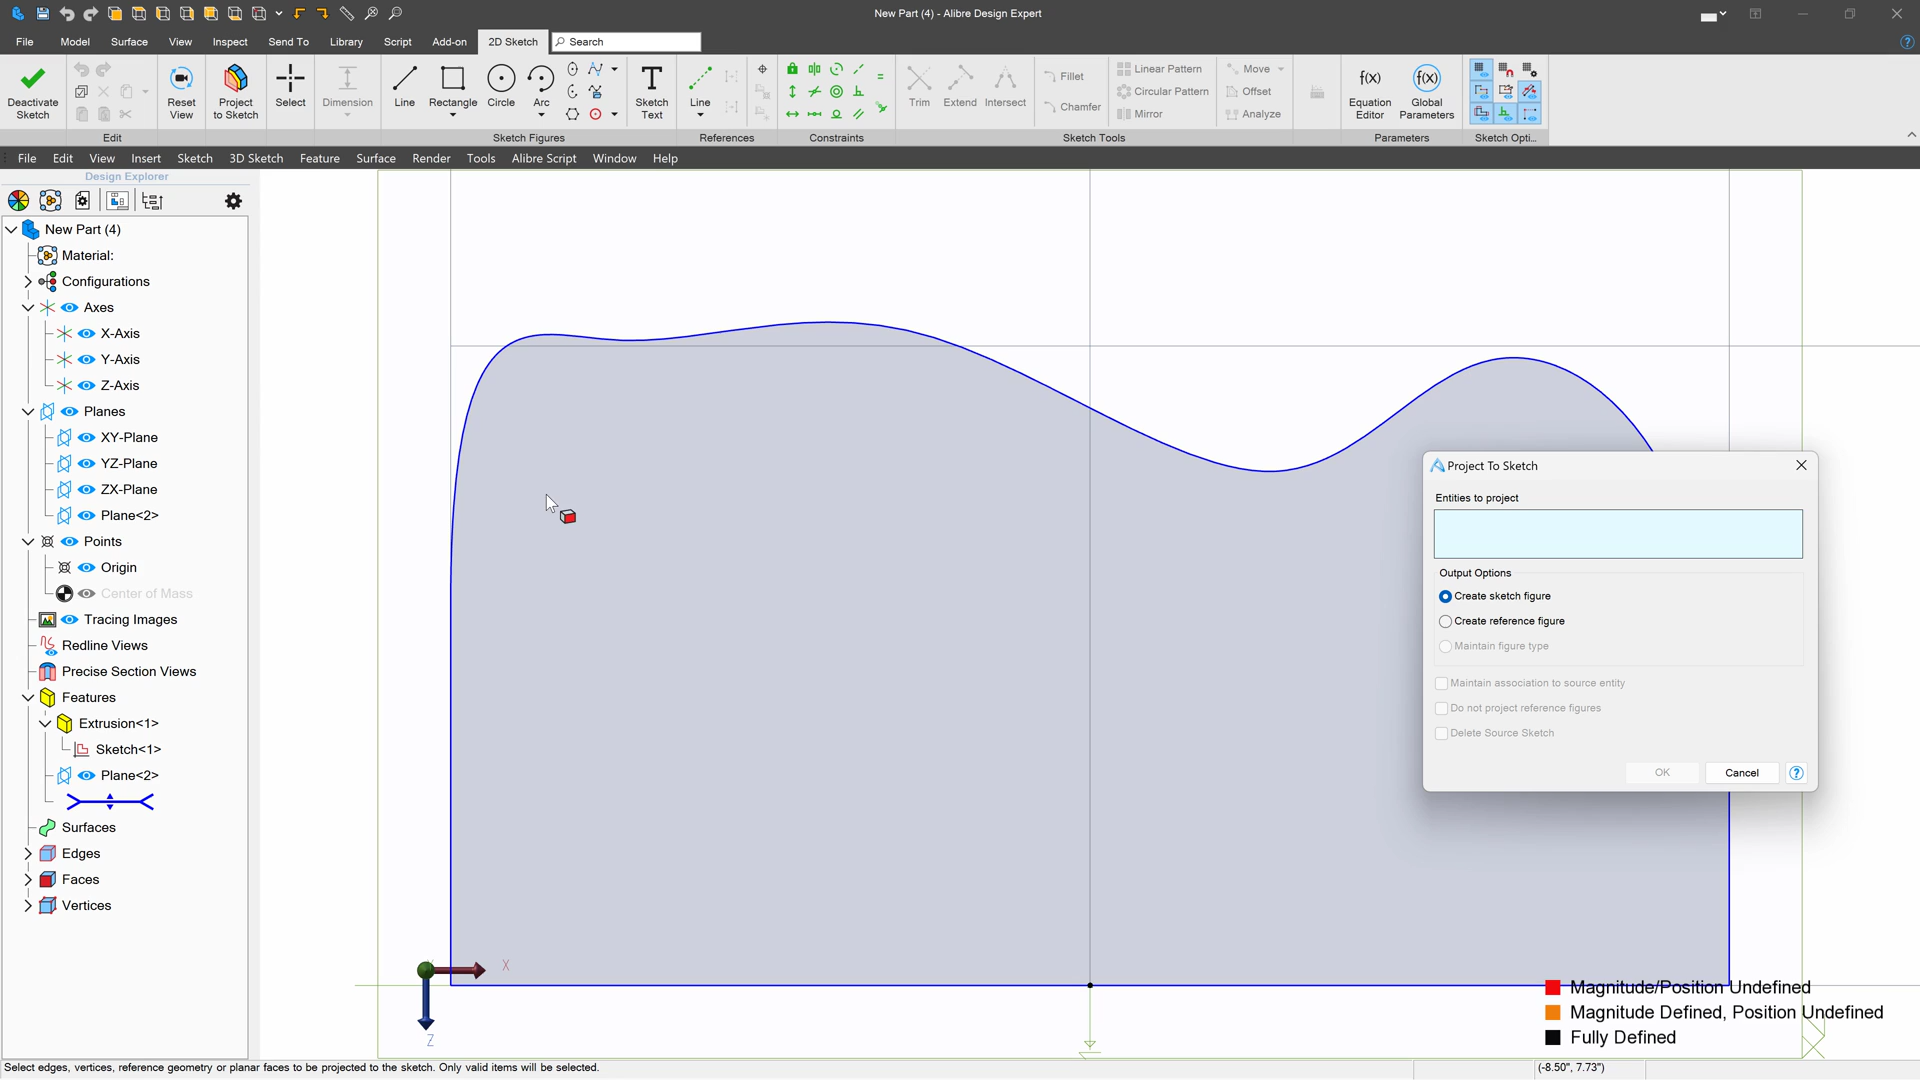 New Part (4) - Alibre Design Expert
File Model Surface View Inspect Send To Library Script Add-on 2D Sketch Search
Deactivate Sketch
Reset View
Project to Sketch
Select
Dimension
Line
Rectangle
Circle
Arc
Sketch Text
Line
Trim
Extend
Intersect
Fillet
Chamfer
Linear Pattern
Circular Pattern
Mirror
Move
Offset
Analyze
f(x)
Equation Editor
f(x)
Global Parameters
Edit
Sketch Figures
References
Constraints
Sketch Tools
Parameters
Sketch Opti...
File Edit View Insert Sketch 3D Sketch Feature Surface Render Tools Alibre Script Window Help
Design Explorer
New Part (4)
Material:
Configurations
Axes
X-Axis
Y-Axis
Z-Axis
Planes
XY-Plane
YZ-Plane
ZX-Plane
Plane<2>
Points
Origin
Center of Mass
Tracing Images
Redline Views
Precise Section Views
Features
Extrusion<1>
Sketch<1>
Plane<2>
Surfaces
Edges
Faces
Vertices
X
Z
Project To Sketch
Entities to project
Output Options
Create sketch figure
Create reference figure
Maintain figure type
Maintain association to source entity
Do not project reference figures
Delete Source Sketch
OK
Cancel
?
Magnitude/Position Undefined
Magnitude Defined, Position Undefined
Fully Defined
Select edges, vertices, reference geometry or planar faces to be projected to the sketch. Only valid items will be selected.
(-8.50", 7.73")